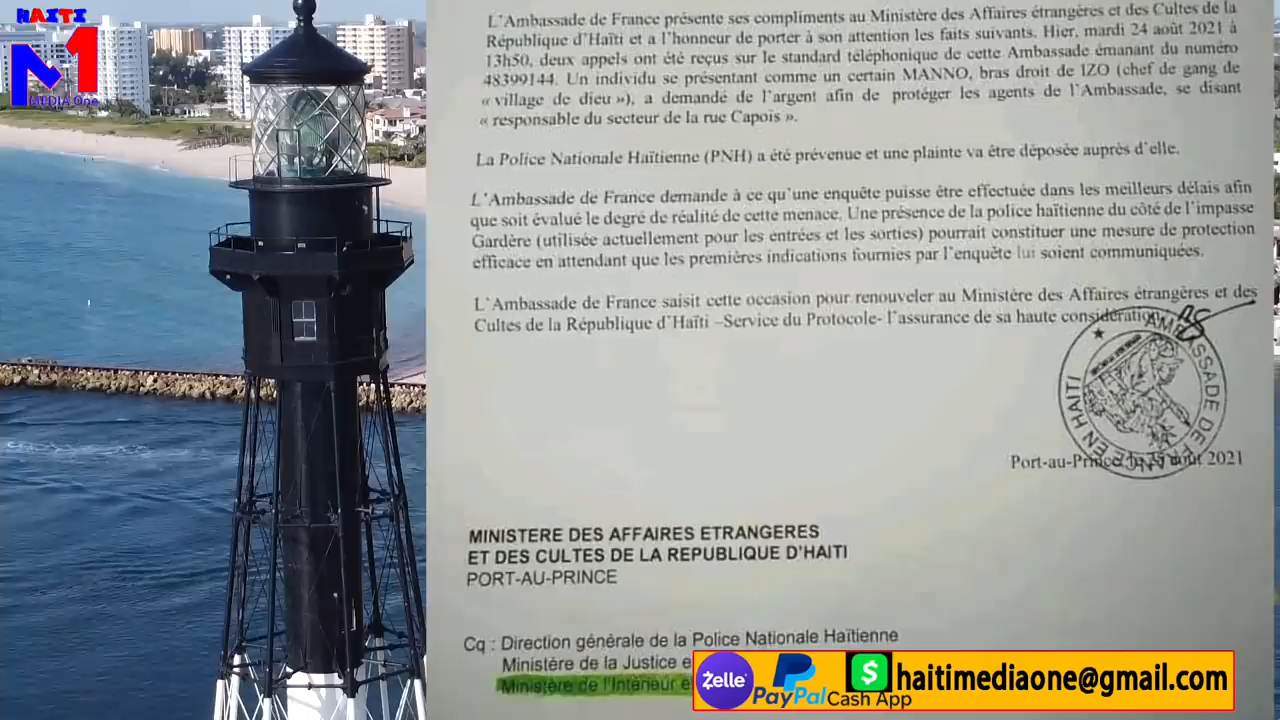 HAITI
M1
MEDIA One
L'Ambassade de France présente ses compliments au Ministère des Affaires étrangères et des Cultes de la
République d'Haïti et a l'honneur de porter à son attention les faits suivants. Hier, mardi 24 août 2021 à
13h50, deux appels ont été reçus sur le standard téléphonique de cette Ambassade émanant du numéro
48399144. Un individu se présentant comme un certain MANNO, bras droit de IZO (chef de gang de
« village de dieu »), a demandé de l'argent afin de protéger les agents de l'Ambassade, se disant
« responsable du secteur de la rue Capois ».
La Police Nationale Haïtienne (PNH) a été prévenue et une plainte va être déposée auprès d'elle.
L'Ambassade de France demande à ce qu'une enquête puisse être effectuée dans les meilleurs délais afin
que soit évalué le degré de réalité de cette menace. Une présence de la police haïtienne du côté de l'impasse
Gardère (utilisée actuellement pour les entrées et les sorties) pourrait constituer une mesure de protection
efficace en attendant que les premières indications fournies par l'enquête lui soient communiquées.
L'Ambassade de France saisit cette occasion pour renouveler au Ministère des Affaires étrangères et des
Cultes de la République d'Haïti –Service du Protocole- l'assurance de sa haute considération
AMBASSADE DE
EN HAITI
Port-au-Prince, août 2021
MINISTERE DES AFFAIRES ETRANGERES
ET DES CULTES DE LA REPUBLIQUE D'HAITI
PORT-AU-PRINCE
Cq : Direction générale de la Police Nationale Haïtienne
Ministère de la Justice e
Ministère de l'Intérieur e
Zelle
PayPal
$
Cash App
haitimediaone@gmail.com